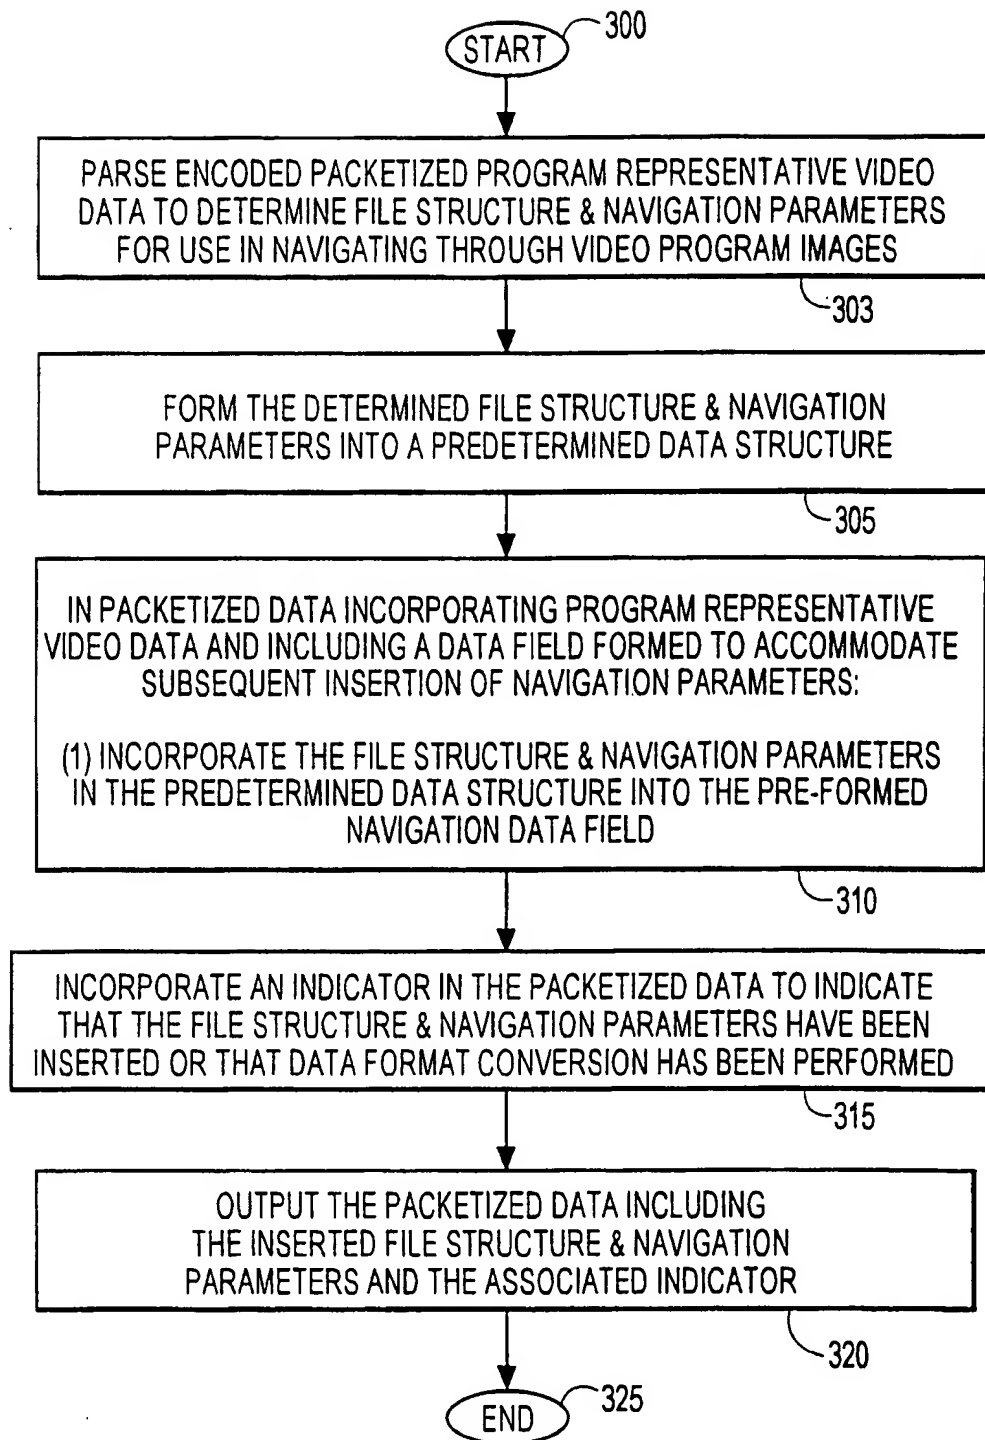 START
300
PARSE ENCODED PACKETIZED PROGRAM REPRESENTATIVE VIDEO
DATA TO DETERMINE FILE STRUCTURE & NAVIGATION PARAMETERS
FOR USE IN NAVIGATING THROUGH VIDEO PROGRAM IMAGES
303
FORM THE DETERMINED FILE STRUCTURE & NAVIGATION
PARAMETERS INTO A PREDETERMINED DATA STRUCTURE
305
IN PACKETIZED DATA INCORPORATING PROGRAM REPRESENTATIVE
VIDEO DATA AND INCLUDING A DATA FIELD FORMED TO ACCOMMODATE
SUBSEQUENT INSERTION OF NAVIGATION PARAMETERS:
(1) INCORPORATE THE FILE STRUCTURE & NAVIGATION PARAMETERS
IN THE PREDETERMINED DATA STRUCTURE INTO THE PRE-FORMED
NAVIGATION DATA FIELD
310
INCORPORATE AN INDICATOR IN THE PACKETIZED DATA TO INDICATE
THAT THE FILE STRUCTURE & NAVIGATION PARAMETERS HAVE BEEN
INSERTED OR THAT DATA FORMAT CONVERSION HAS BEEN PERFORMED
315
OUTPUT THE PACKETIZED DATA INCLUDING
THE INSERTED FILE STRUCTURE & NAVIGATION
PARAMETERS AND THE ASSOCIATED INDICATOR
320
END
325